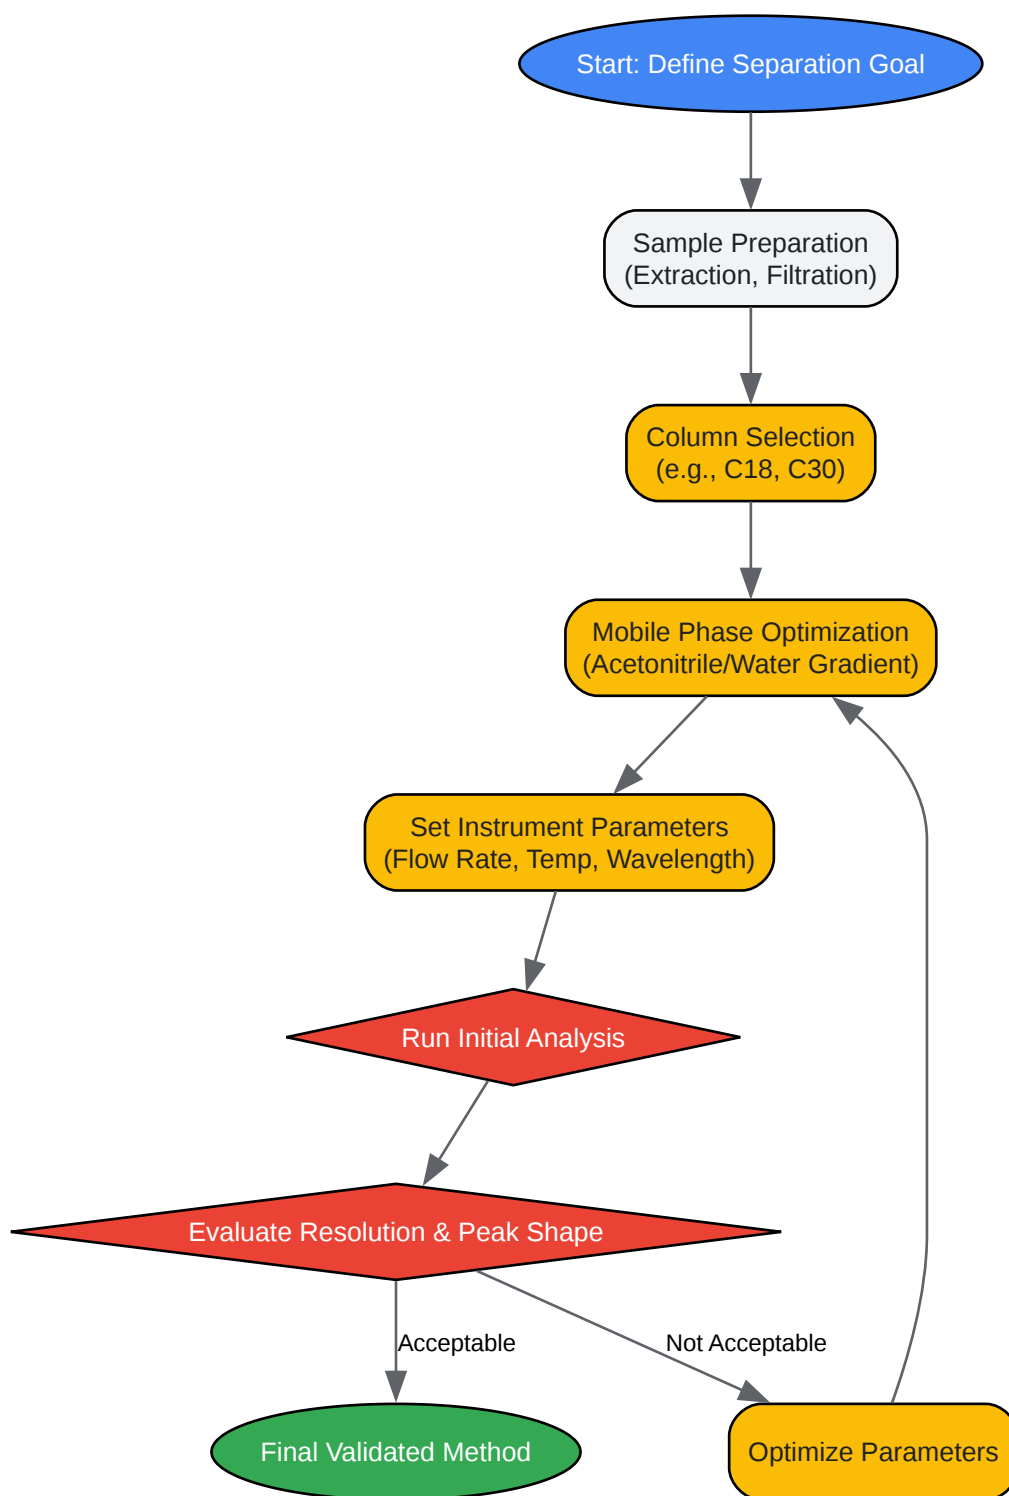 Start: Define Separation Goal
Sample Preparation
(Extraction, Filtration)
Column Selection
(e.g., C18, C30)
Mobile Phase Optimization
(Acetonitrile/Water Gradient)
Set Instrument Parameters
(Flow Rate, Temp, Wavelength)
Run Initial Analysis
Evaluate Resolution & Peak Shape
Acceptable
Not Acceptable
Final Validated Method
Optimize Parameters